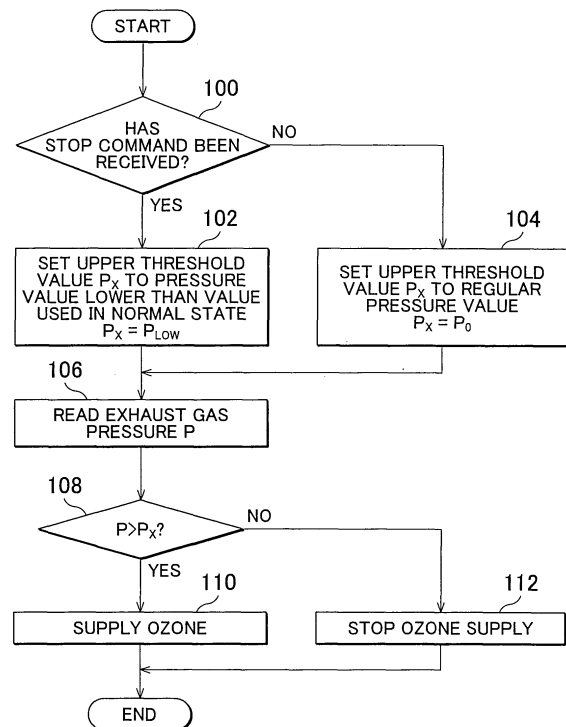 START
100
HAS
STOP COMMAND BEEN
RECEIVED?
NO
YES
102
SET UPPER THRESHOLD
VALUE PX TO PRESSURE
VALUE LOWER THAN VALUE
USED IN NORMAL STATE
PX = PLOW
104
SET UPPER THRESHOLD
VALUE PX TO REGULAR
PRESSURE VALUE
PX = P0
106
READ EXHAUST GAS
PRESSURE P
108
P>PX?
NO
YES
110
SUPPLY OZONE
112
STOP OZONE SUPPLY
END